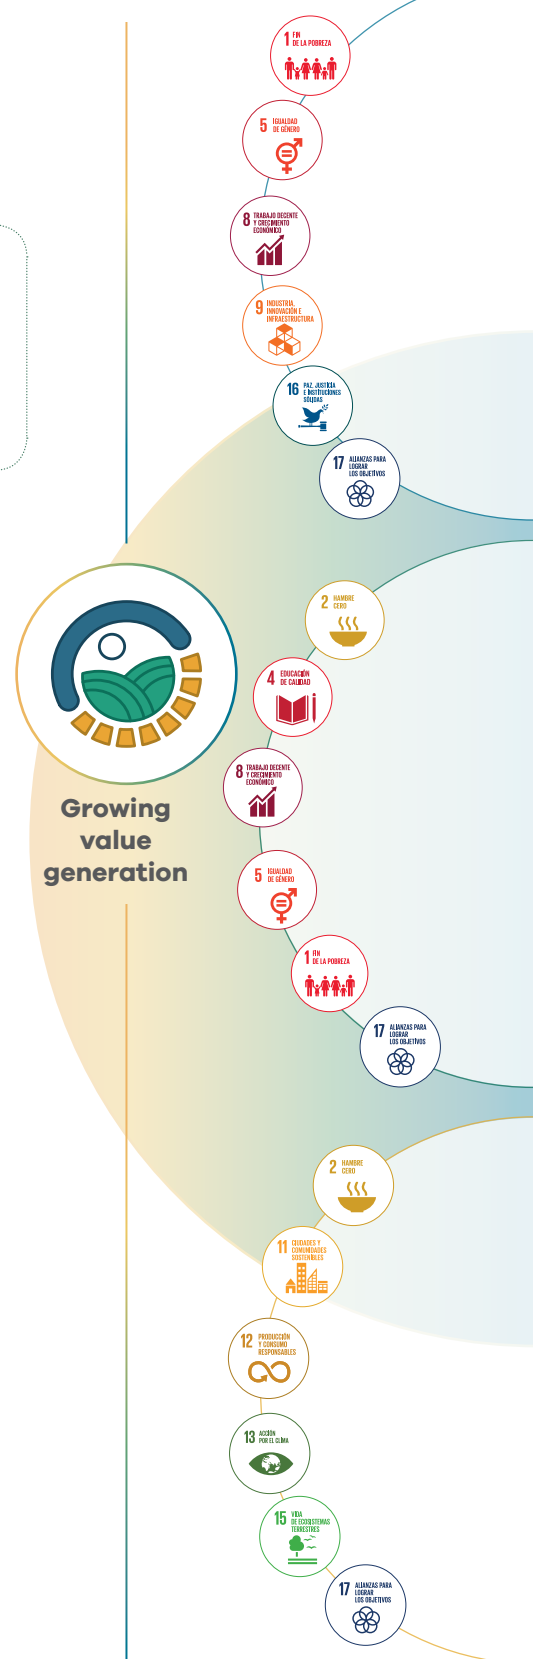 1 FIN
DE LA POBREZA
5 IGUALDAD
DE GÉNERO
8 TRABAJO DECENTE
Y CRECIMIENTO
ECONÓMICO
9 INDUSTRIA,
INNOVACIÓN E
INFRAESTRUCTURA
16 PAZ, JUSTICIA
E INSTITUCIONES
SÓLIDAS
17 ALIANZAS PARA
LOGRAR
LOS OBJETIVOS
2 HAMBRE
CERO
4 EDUCACIÓN
DE CALIDAD
8 TRABAJO DECENTE
Y CRECIMIENTO
ECONÓMICO
Growing
value
generation
5 IGUALDAD
DE GÉNERO
1 FIN
DE LA POBREZA
17 ALIANZAS PARA
LOGRAR
LOS OBJETIVOS
2 HAMBRE
CERO
11 CIUDADES Y
COMUNIDADES
SOSTENIBLES
12 PRODUCCIÓN
Y CONSUMO
RESPONSABLES
13 ACCIÓN
POR EL CLIMA
15 VIDA
DE ECOSISTEMAS
TERRESTRES
17 ALIANZAS PARA
LOGRAR
LOS OBJETIVOS